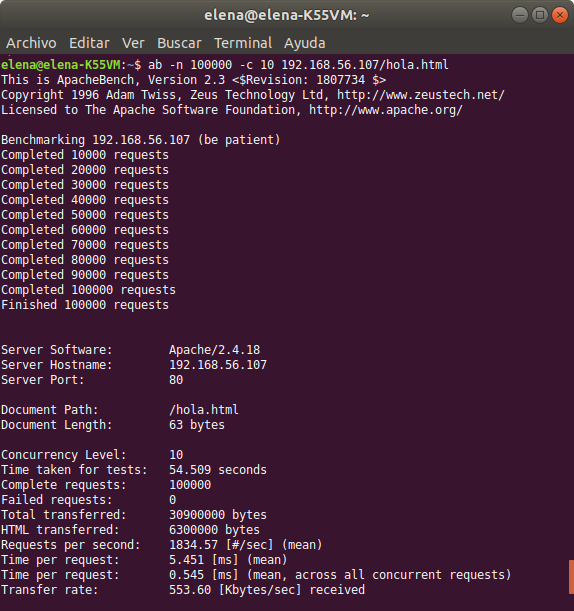 elena@elena-K55VM: ~
Archivo Editar Ver Buscar Terminal Ayuda
elena@elena-K55VM:~$ ab -n 100000 -c 10 192.168.56.107/hola.html
This is ApacheBench, Version 2.3 <$Revision: 1807734 $>
Copyright 1996 Adam Twiss, Zeus Technology Ltd, http://www.zeustech.net/
Licensed to The Apache Software Foundation, http://www.apache.org/

Benchmarking 192.168.56.107 (be patient)
Completed 10000 requests
Completed 20000 requests
Completed 30000 requests
Completed 40000 requests
Completed 50000 requests
Completed 60000 requests
Completed 70000 requests
Completed 80000 requests
Completed 90000 requests
Completed 100000 requests
Finished 100000 requests

Server Software:        Apache/2.4.18
Server Hostname:        192.168.56.107
Server Port:            80

Document Path:          /hola.html
Document Length:        63 bytes

Concurrency Level:      10
Time taken for tests:   54.509 seconds
Complete requests:      100000
Failed requests:        0
Total transferred:      30900000 bytes
HTML transferred:       6300000 bytes
Requests per second:    1834.57 [#/sec] (mean)
Time per request:       5.451 [ms] (mean)
Time per request:       0.545 [ms] (mean, across all concurrent requests)
Transfer rate:          553.60 [Kbytes/sec] received